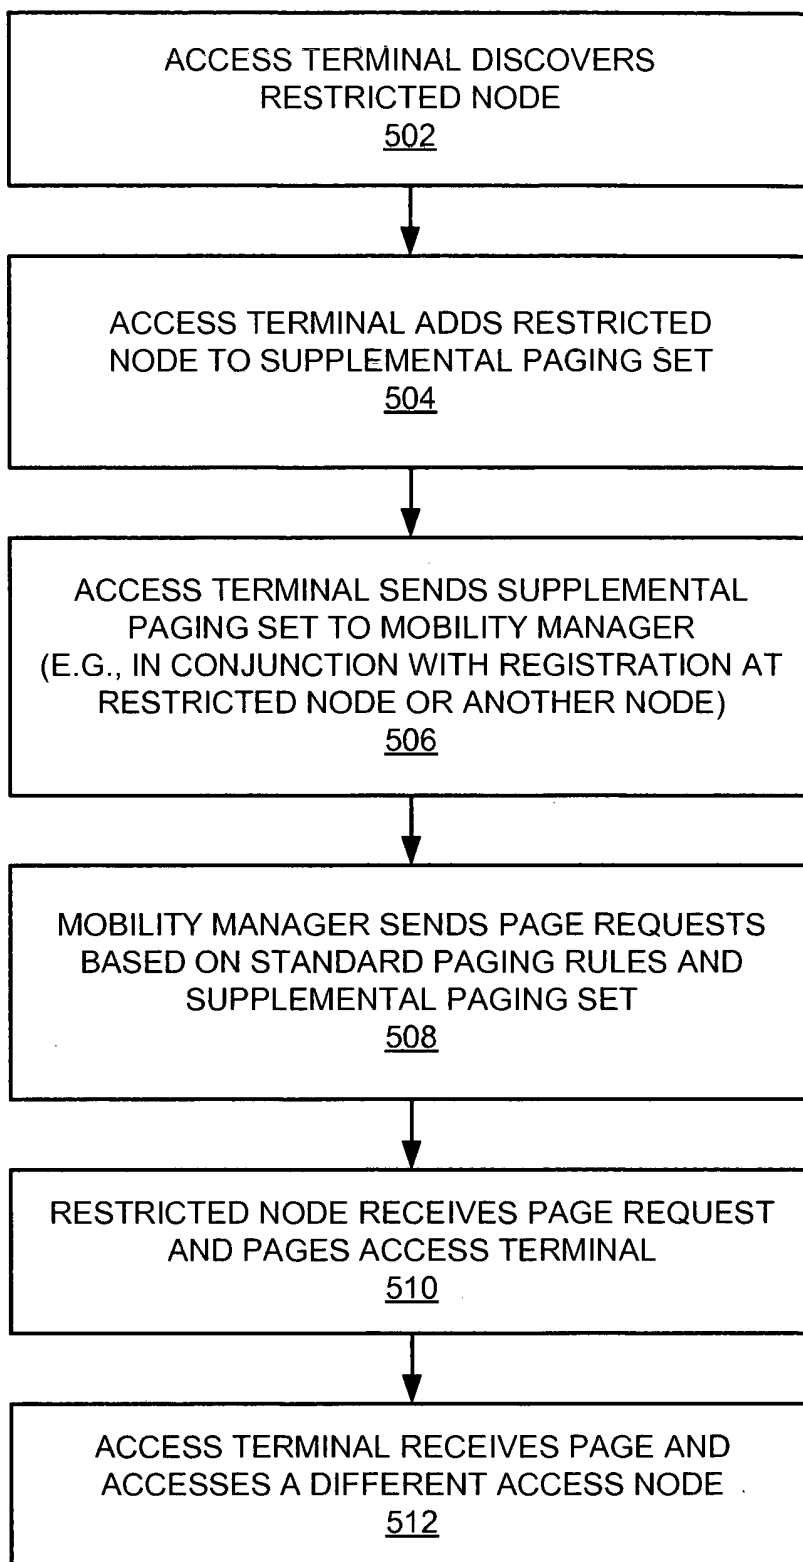 ACCESS TERMINAL DISCOVERS
RESTRICTED NODE
502
ACCESS TERMINAL ADDS RESTRICTED
NODE TO SUPPLEMENTAL PAGING SET
504
ACCESS TERMINAL SENDS SUPPLEMENTAL
PAGING SET TO MOBILITY MANAGER
(E.G., IN CONJUNCTION WITH REGISTRATION AT
RESTRICTED NODE OR ANOTHER NODE)
506
MOBILITY MANAGER SENDS PAGE REQUESTS
BASED ON STANDARD PAGING RULES AND
SUPPLEMENTAL PAGING SET
508
RESTRICTED NODE RECEIVES PAGE REQUEST
AND PAGES ACCESS TERMINAL
510
ACCESS TERMINAL RECEIVES PAGE AND
ACCESSES A DIFFERENT ACCESS NODE
512